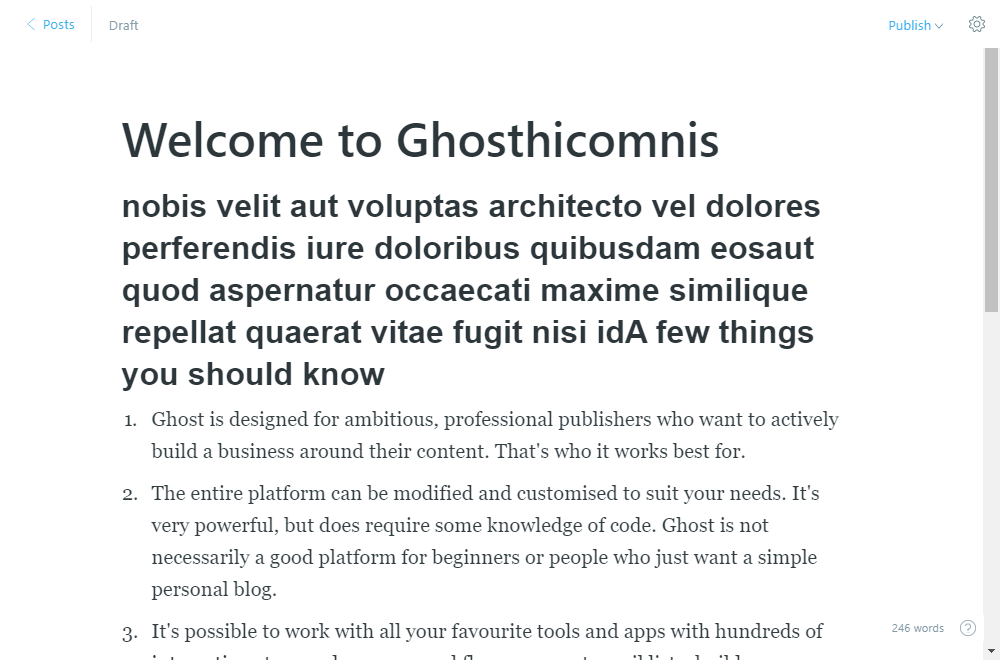 Posts
Draft
Publish
Welcome to Ghosthicomnis
nobis velit aut voluptas architecto vel dolores
perferendis iure doloribus quibusdam eosaut
quod aspernatur occaecati maxime similique
repellat quaerat vitae fugit nisi idA few things
you should know
1. Ghost is designed for ambitious, professional publishers who want to actively
build a business around their content. That's who it works best for.
2. The entire platform can be modified and customised to suit your needs. It's
very powerful, but does require some knowledge of code. Ghost is not
necessarily a good platform for beginners or people who just want a simple
personal blog.
3. It's possible to work with all your favourite tools and apps with hundreds of
246 words